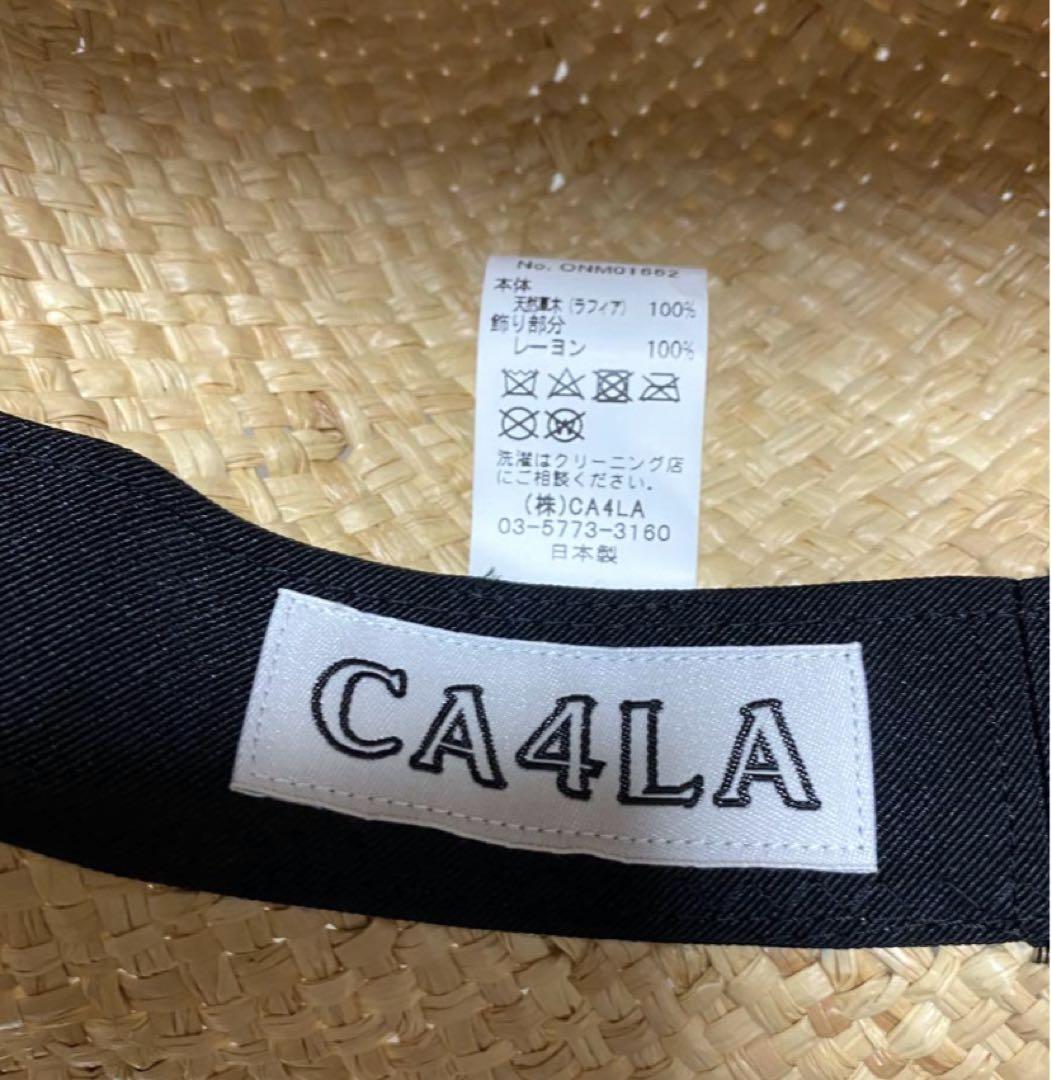 No. ONM01662
本体
天然草木(ラフィア) 100%
飾り部分
レーヨン 100%
W
洗濯はクリーニング店
にご相談ください.
(株)CA4LA
03-5773-3160
日本製
CA4LA